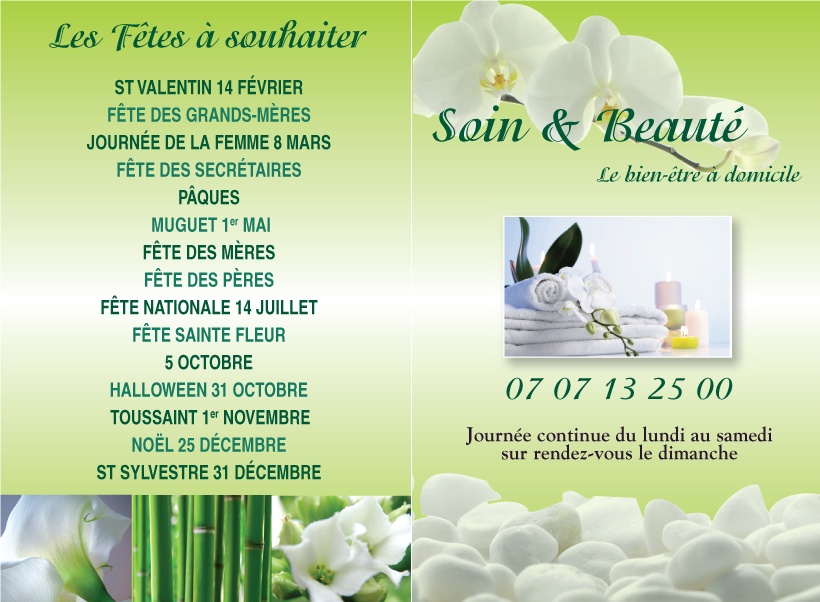 Les Fêtes à souhaiter
ST VALENTIN 14 FÉVRIER
FÊTE DES GRANDS-MÈRES
JOURNÉE DE LA FEMME 8 MARS
FÊTE DES SECRÉTAIRES
PÂQUES
MUGUET 1er MAI
FÊTE DES MÈRES
FÊTE DES PÈRES
FÊTE NATIONALE 14 JUILLET
FÊTE SAINTE FLEUR
5 OCTOBRE
HALLOWEEN 31 OCTOBRE
TOUSSAINT 1er NOVEMBRE
NOËL 25 DÉCEMBRE
ST SYLVESTRE 31 DÉCEMBRE
Soin & Beauté
Le bien-être à domicile
07 07 13 25 00
Journée continue du lundi au samedi
sur rendez-vous le dimanche